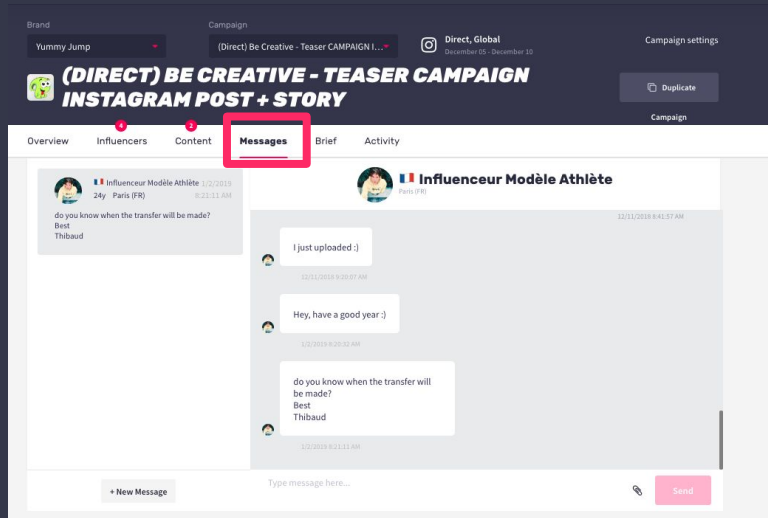 Brand
Campaign
Yummy Jump
(Direct) Be Creative - Teaser CAMPAIGN I...
Direct, Global
December 05 - December 10
Campaign settings
(DIRECT) BE CREATIVE - TEASER CAMPAIGN
INSTAGRAM POST + STORY
Duplicate
Campaign
4
2
Overview
Influencers
Content
Messages
Brief
Activity
Influenceur Modèle Athlète 1/2/2019
24y Paris (FR) 8:21:11 AM
do you know when the transfer will be made?
Best
Thibaud
Influenceur Modèle Athlète
Paris (FR)
12/11/2018 8:41:57 AM
I just uploaded :)
12/11/2018 9:20:07 AM
Hey, have a good year :)
1/2/2019 8:20:32 AM
do you know when the transfer will
be made?
Best
Thibaud
1/2/2019 8:21:11 AM
+ New Message
Type message here...
Send